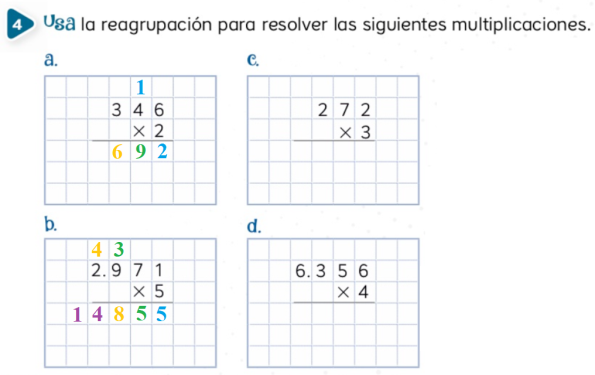 4 Usa la reagrupación para resolver las siguientes multiplicaciones.
a.
1
3 4 6
× 2
6 9 2
c.
2 7 2
× 3
b.
4 3
2.9 7 1
× 5
1 4 8 5 5
d.
6.3 5 6
× 4